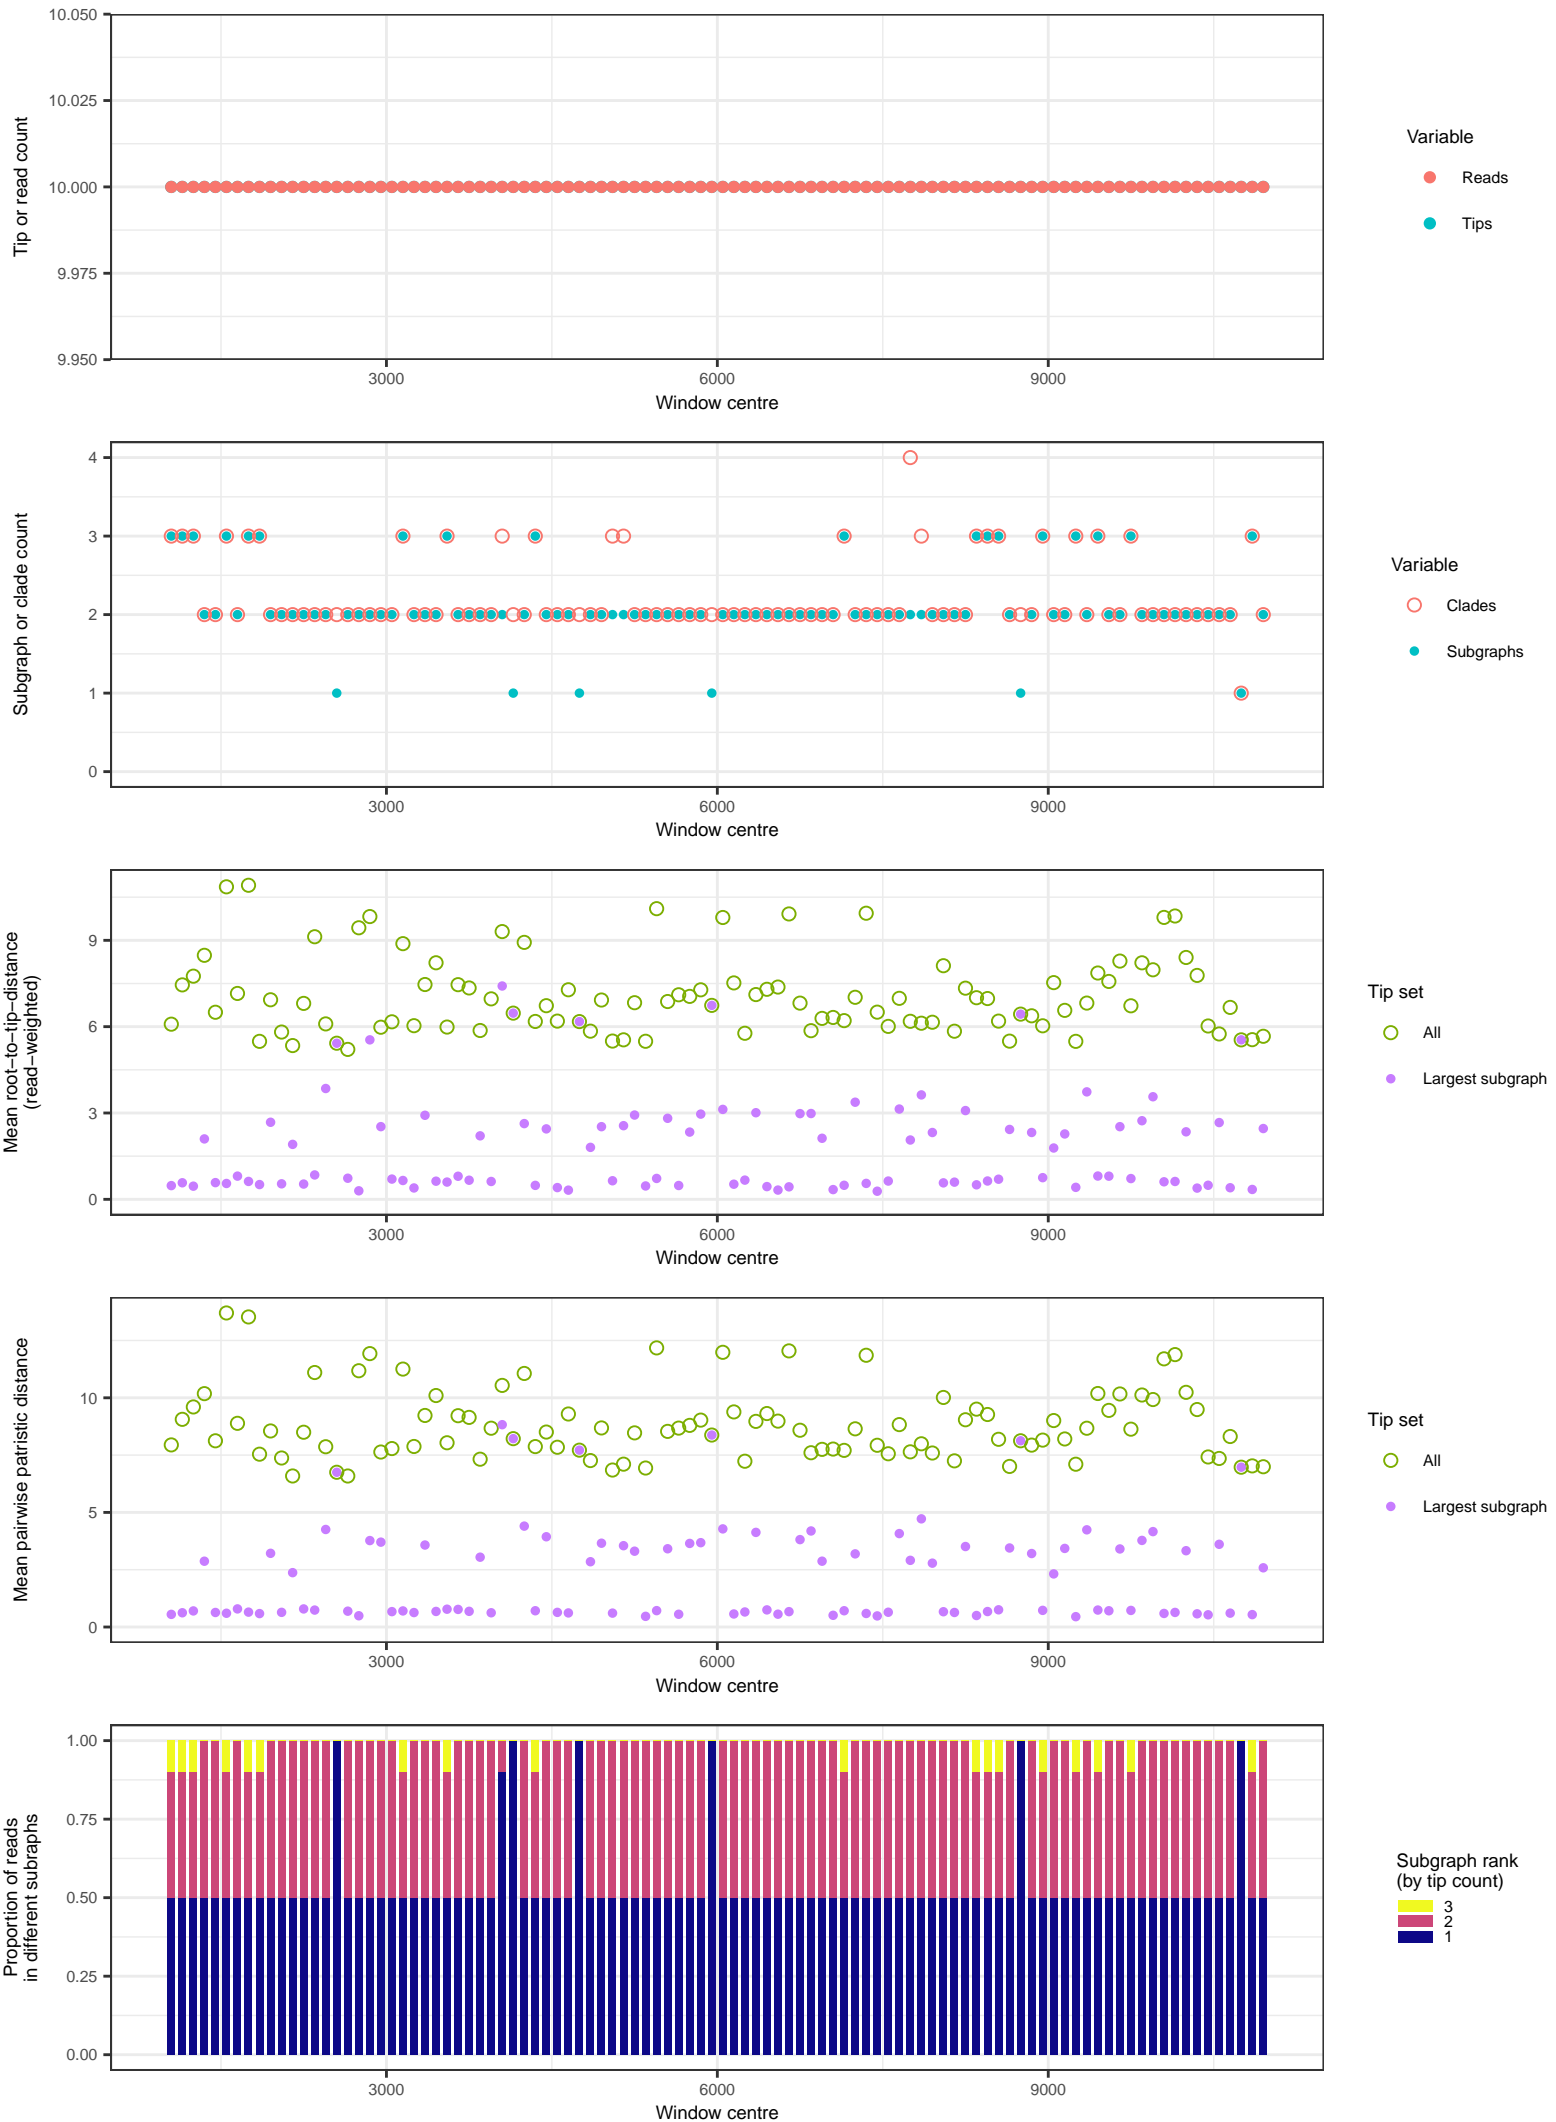 10.050
10.025
10.000
9.975
9.950
Tip or read count
3000
6000
9000
Window centre
Variable
Reads
Tips
4
3
2
1
0
Subgraph or clade count
3000
6000
9000
Window centre
Variable
Clades
Subgraphs
9
6
3
0
Mean root−to−tip−distance
(read−weighted)
3000
6000
9000
Window centre
Tip set
All
Largest subgraph
10
5
0
Mean pairwise patristic distance
3000
6000
9000
Window centre
Tip set
All
Largest subgraph
1.00
0.75
0.50
0.25
0.00
Proportion of reads
in different subraphs
3000
6000
9000
Window centre
Subgraph rank
(by tip count)
3
2
1